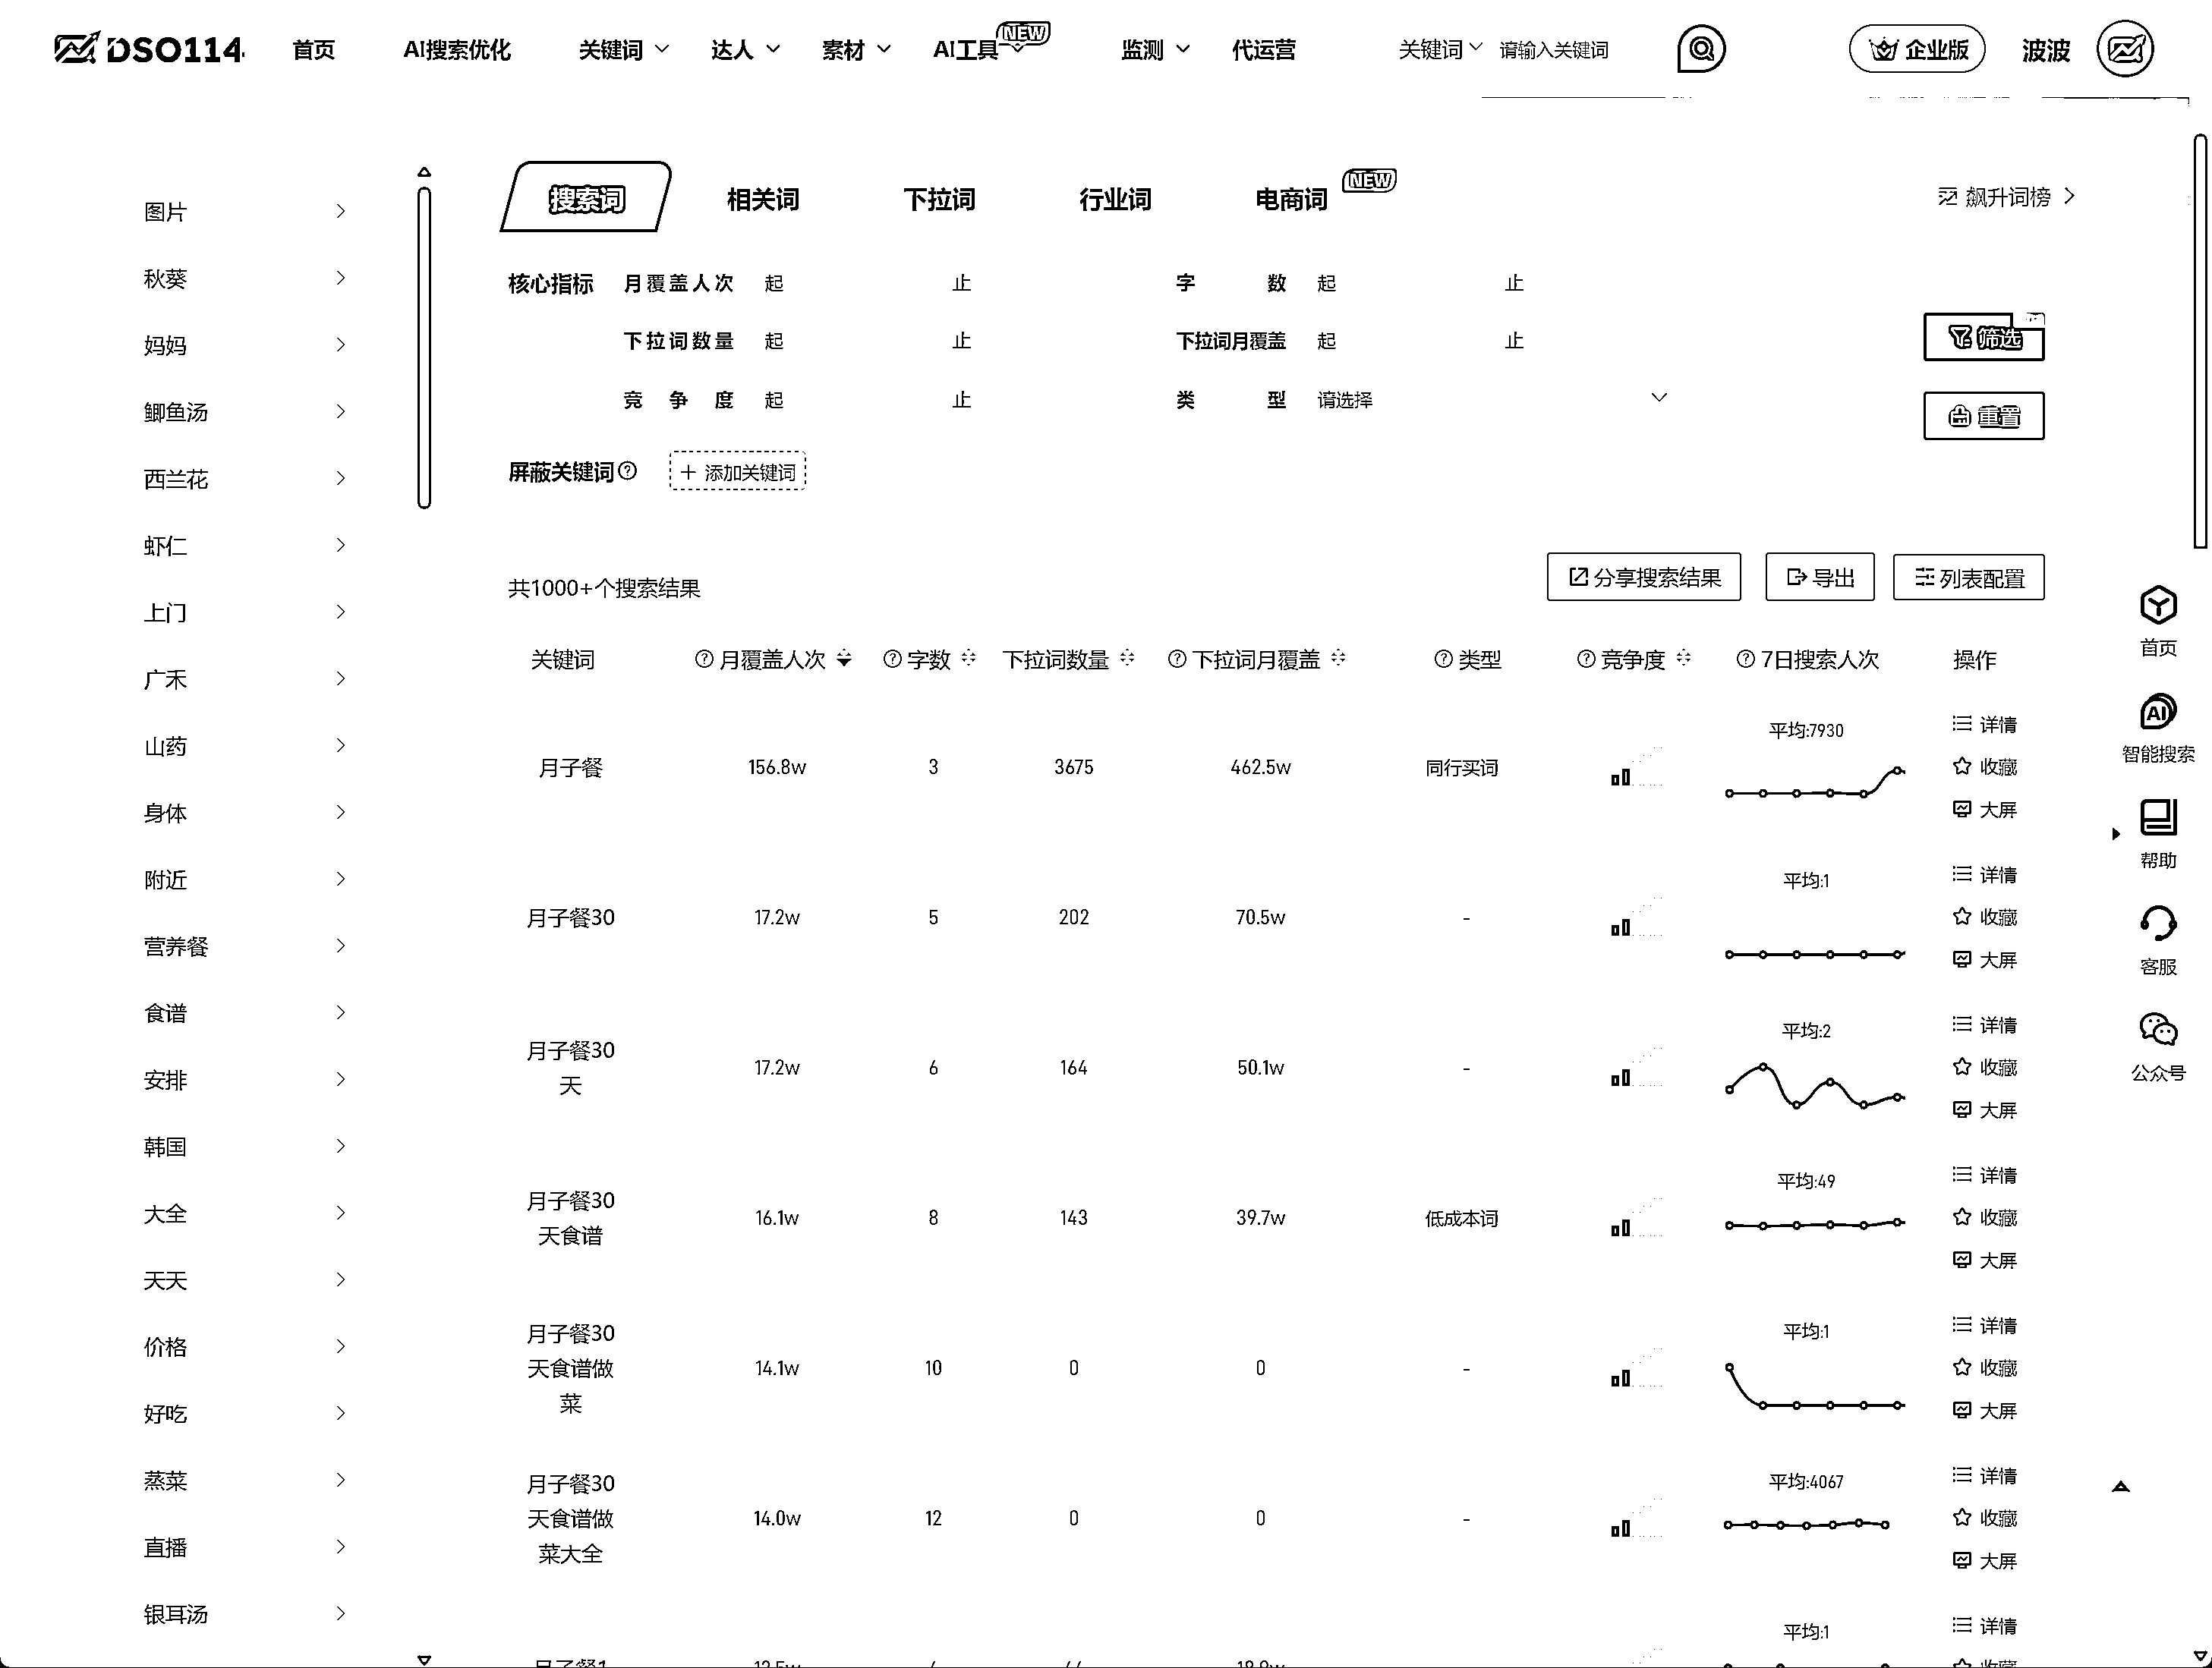 DSO114 首页 AI搜索优化 关键词 达人 素材 AI工具 NEW 监测 代运营 关键词 请输入关键词 企业版 波波
图片
秋葵
妈妈
鲫鱼汤
西兰花
虾仁
上门
广禾
山药
身体
附近
营养餐
食谱
安排
韩国
大全
天天
价格
好吃
蒸菜
直播
银耳汤
搜索词 相关词 下拉词 行业词 电商词 NEW 飙升词榜
核心指标 月覆盖人次 起 止 字数 起 止
下拉词数量 起 止 下拉词月覆盖 起 止
筛选
竞争度 起 止 类型 请选择
重置
屏蔽关键词 + 添加关键词
共1000+个搜索结果 分享搜索结果 导出 列表配置
关键词 月覆盖人次 字数 下拉词数量 下拉词月覆盖 类型 竞争度 7日搜索人次 操作
月子餐 156.8w 3 3675 462.5w 同行买词 平均:7930 详情 收藏 大屏
月子餐30 17.2w 5 202 70.5w - 平均:1 详情 收藏 大屏
月子餐30
天 17.2w 6 164 50.1w - 平均:2 详情 收藏 大屏
月子餐30
天食谱 16.1w 8 143 39.7w 低成本词 平均:49 详情 收藏 大屏
月子餐30
天食谱做
菜 14.1w 10 0 0 - 平均:1 详情 收藏 大屏
月子餐30
天食谱做
菜大全 14.0w 12 0 0 - 平均:4067 详情 收藏 大屏
月子餐1 平均:1 详情 收藏
首页
AI
智能搜索
帮助
客服
公众号